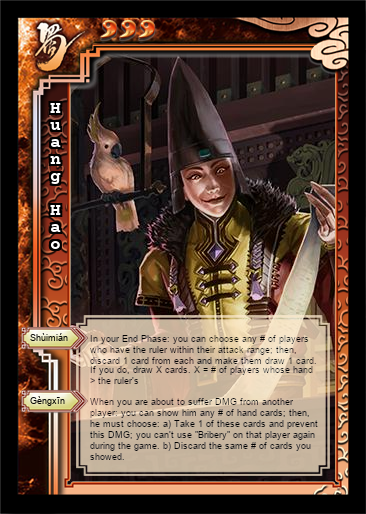 蜀
Huang Hao
Shùimián
In your End Phase: you can choose any # of players
who have the ruler within their attack range; then,
discard 1 card from each and make them draw 1 card.
If you do, draw X cards. X = # of players whose hand
> the ruler's
Gèngxīn
When you are about to suffer DMG from another
player: you can show him any # of hand cards; then,
he must choose: a) Take 1 of these cards and prevent
this DMG; you can't use "Bribery" on that player again
during the game. b) Discard the same # of cards you
showed.